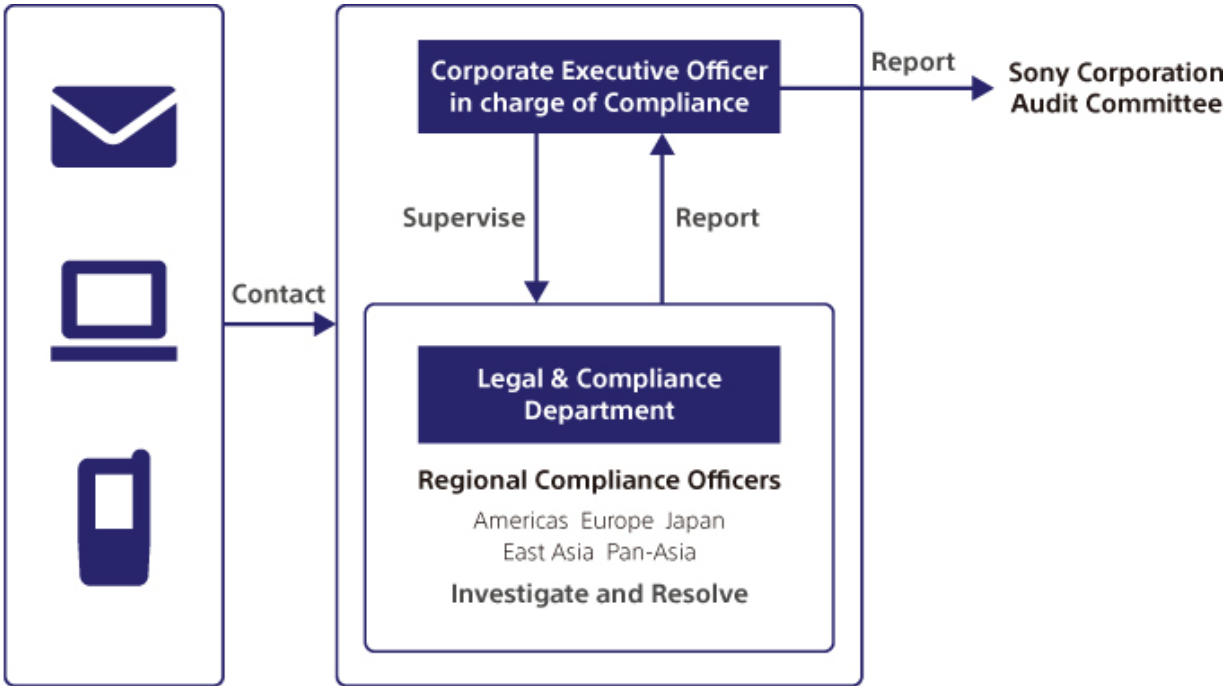 Corporate Executive Officer
in charge of Compliance
Report
Sony Corporation
Audit Committee
Supervise
Report
Contact
Legal & Compliance
Department
Regional Compliance Officers
Americas Europe Japan
East Asia Pan-Asia
Investigate and Resolve